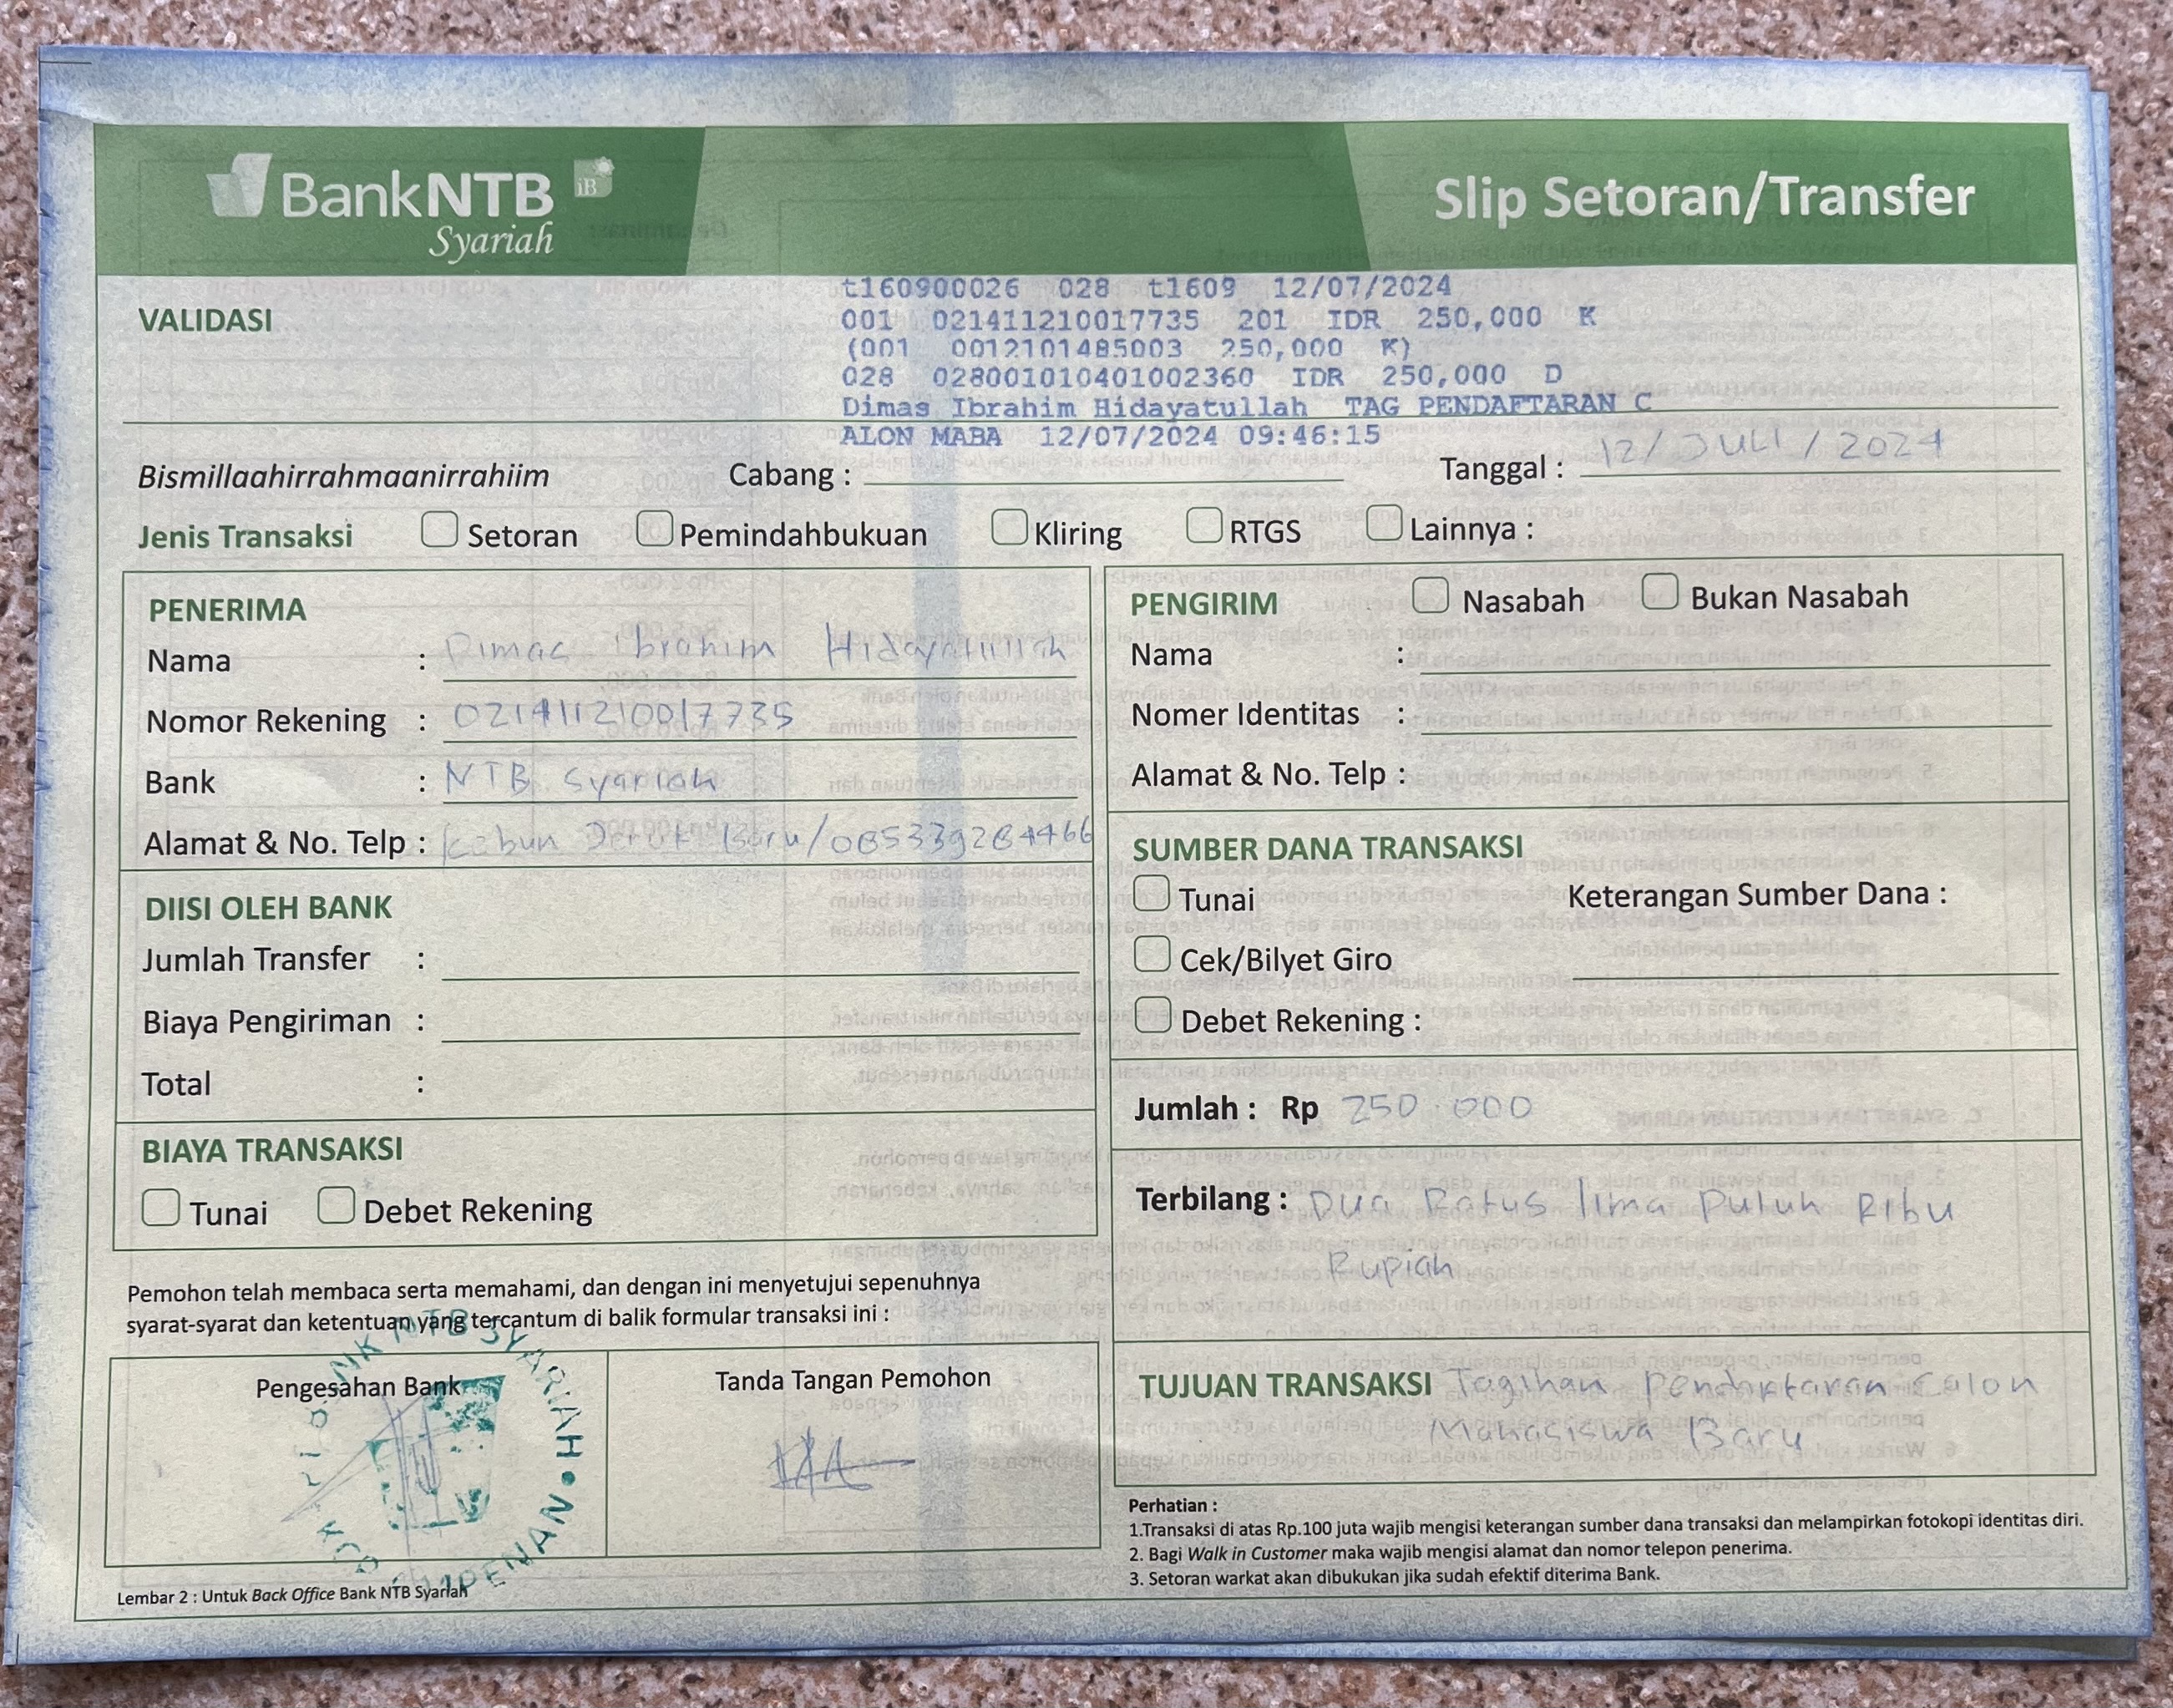 BankNTB iB
Syariah
Slip Setoran/Transfer
VALIDASI
t160900026 028 t1609 12/07/2024
001 021411210017735 201 IDR 250,000 K
(001 0012101485003 250,000 K)
028 028001010401002360 IDR 250,000 D
Dimas Ibrahim Hidayatullah TAG PENDAFTARAN C
ALON MABA 12/07/2024 09:46:15
Bismillaahirrahmaanirrahiim Cabang : Tanggal : 12/JULI/2024
Jenis Transaksi Setoran Pemindahbukuan Kliring RTGS Lainnya :
PENERIMA
Nama : Dimas Ibrahim Hidayatullah
Nomor Rekening : 021411210017735
Bank : NTB Syariah
Alamat & No. Telp : Kebun Baru/085339284466
DIISI OLEH BANK
Jumlah Transfer :
Biaya Pengiriman :
Total :
BIAYA TRANSAKSI
Tunai Debet Rekening
PENGIRIM Nasabah Bukan Nasabah
Nama :
Nomer Identitas :
Alamat & No. Telp :
SUMBER DANA TRANSAKSI
Tunai Keterangan Sumber Dana :
Cek/Bilyet Giro
Debet Rekening :
Jumlah : Rp 250.000
Terbilang : Dua Ratus lima Puluh Ribu
Rupiah
Pemohon telah membaca serta memahami, dan dengan ini menyetujui sepenuhnya
syarat-syarat dan ketentuan yang tercantum di balik formular transaksi ini :
Pengesahan Bank
BANK NTB SYARIAH
Tanda Tangan Pemohon
TUJUAN TRANSAKSI Tagihan Pendaftaran Calon
Mahasiswa Baru
Perhatian :
1.Transaksi di atas Rp.100 juta wajib mengisi keterangan sumber dana transaksi dan melampirkan fotokopi identitas diri.
2. Bagi Walk in Customer maka wajib mengisi alamat dan nomor telepon penerima.
3. Setoran warkat akan dibukukan jika sudah efektif diterima Bank.
Lembar 2 : Untuk Back Office Bank NTB Syariah